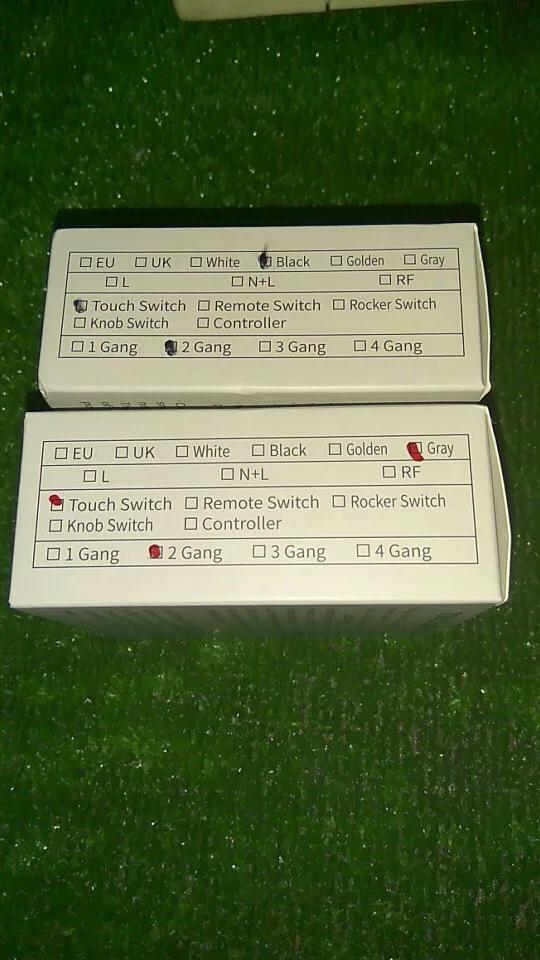 ☐ EU ☐ UK ☐ White ☑ Black ☐ Golden ☐ Gray
☐ L ☐ N+L ☐ RF
☑ Touch Switch ☐ Remote Switch ☐ Rocker Switch
☐ Knob Switch ☐ Controller
☐ 1 Gang ☑ 2 Gang ☐ 3 Gang ☐ 4 Gang
☐ EU ☐ UK ☐ White ☐ Black ☐ Golden ☑ Gray
☐ L ☐ N+L ☐ RF
☑ Touch Switch ☐ Remote Switch ☐ Rocker Switch
☐ Knob Switch ☐ Controller
☐ 1 Gang ☑ 2 Gang ☐ 3 Gang ☐ 4 Gang